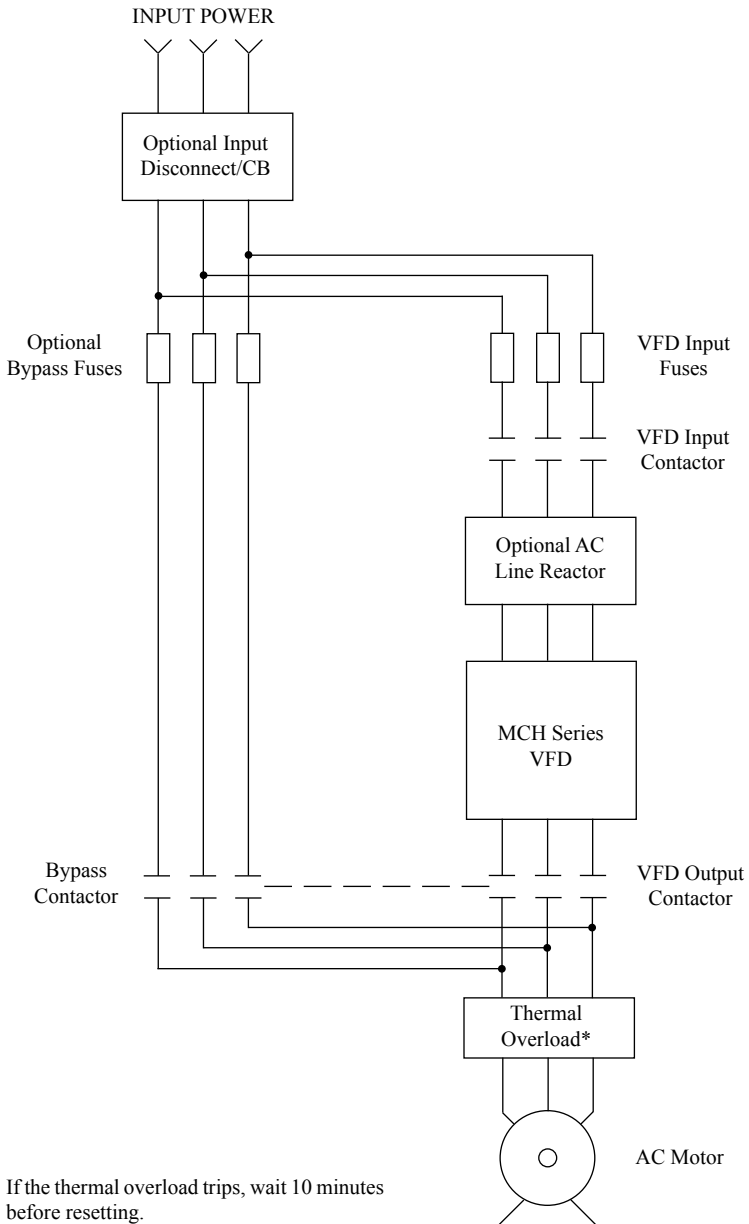 INPUT POWER
Optional Input
Disconnect/CB
Optional
Bypass Fuses
VFD Input
Fuses
VFD Input
Contactor
Optional AC
Line Reactor
MCH Series
VFD
Bypass
Contactor
VFD Output
Contactor
Thermal
Overload*
AC Motor
If the thermal overload trips, wait 10 minutes
before resetting.